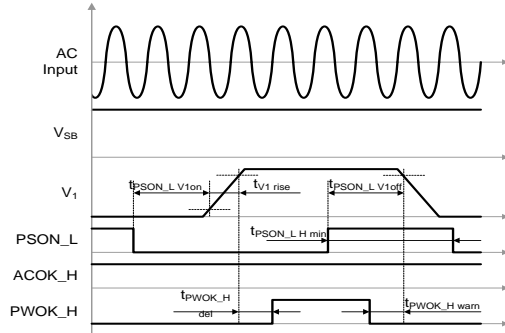 AC
Input
VSB
tPSON_L V1on
tV1 rise
tPSON_L V1off
V1
PSON_L
tPSON_L H min
ACOK_H
tPWOK_H
del
tPWOK_H warn
PWOK_H